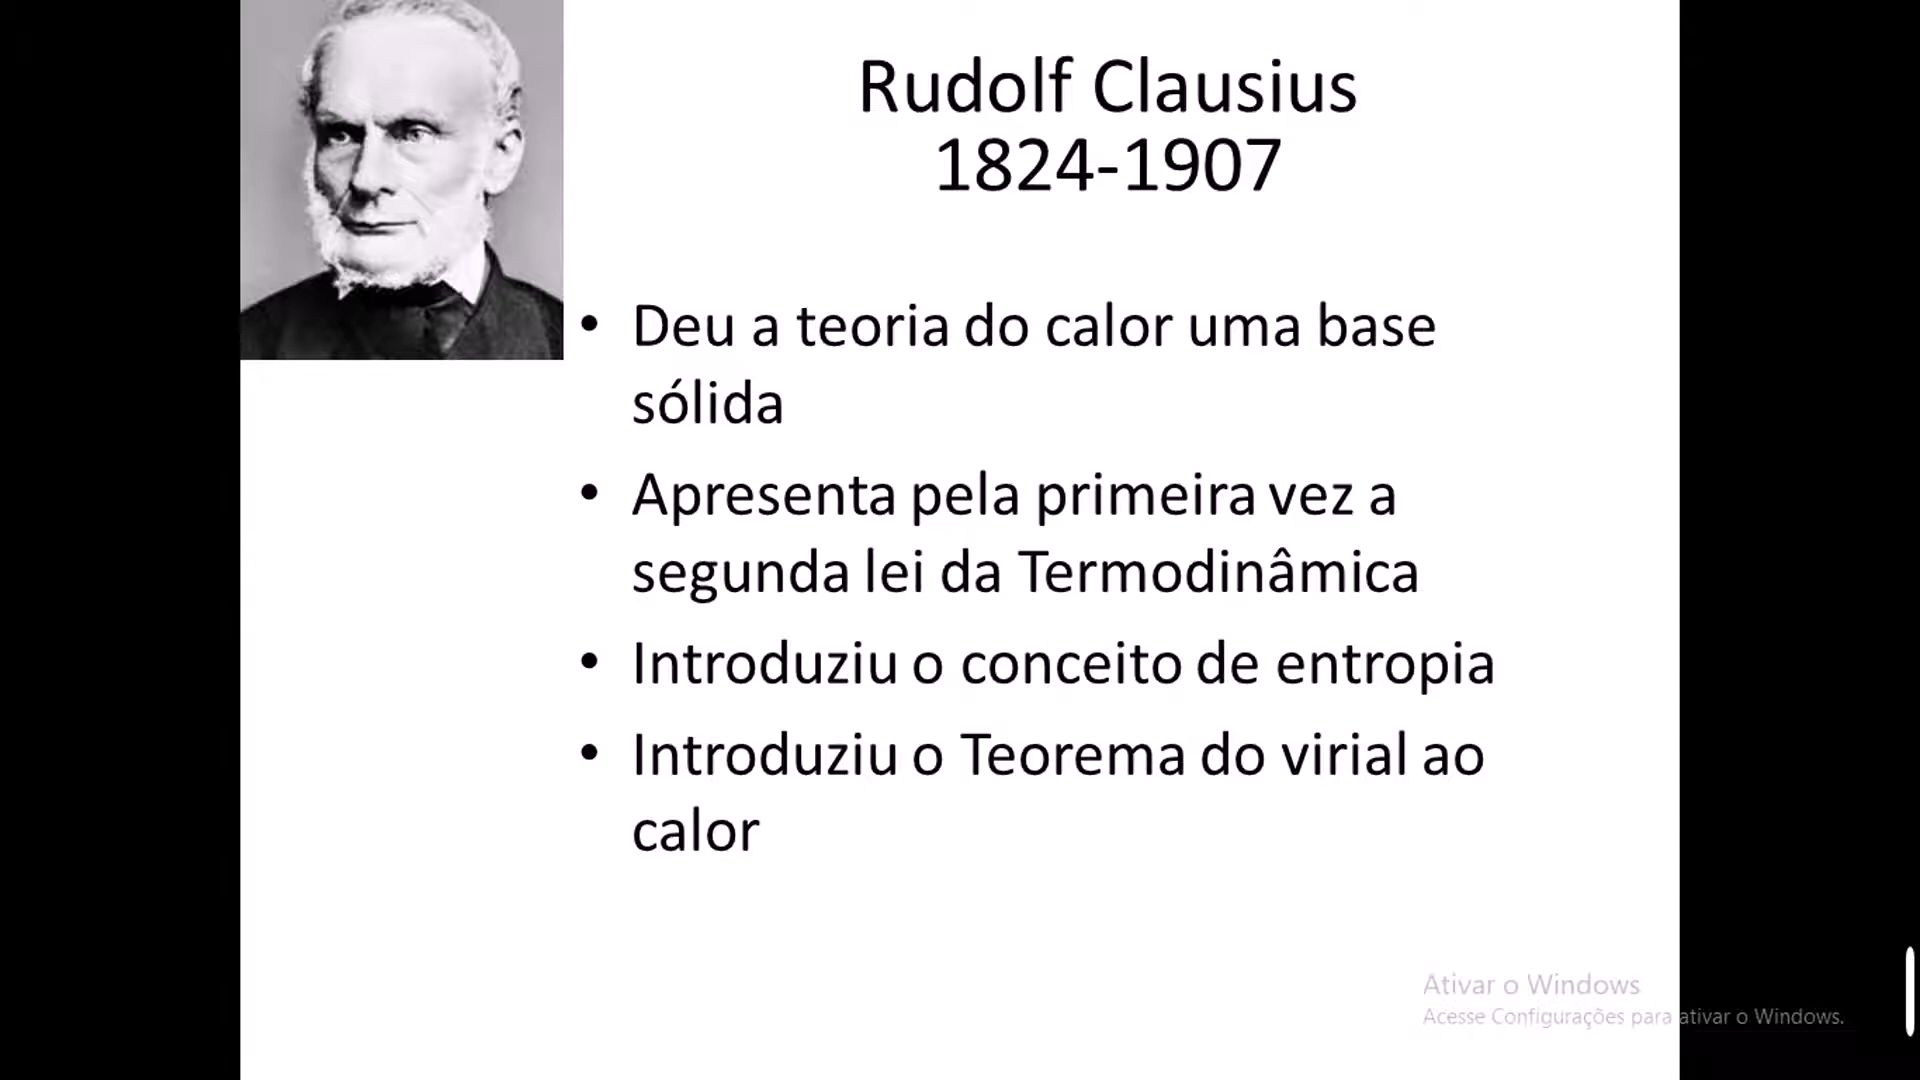 Rudolf Clausius
1824-1907
• Deu a teoria do calor uma base
sólida
• Apresenta pela primeira vez a
segunda lei da Termodinâmica
• Introduziu o conceito de entropia
• Introduziu o Teorema do virial ao
calor
Ativar o Windows
Acesse Configurações para ativar o Windows.